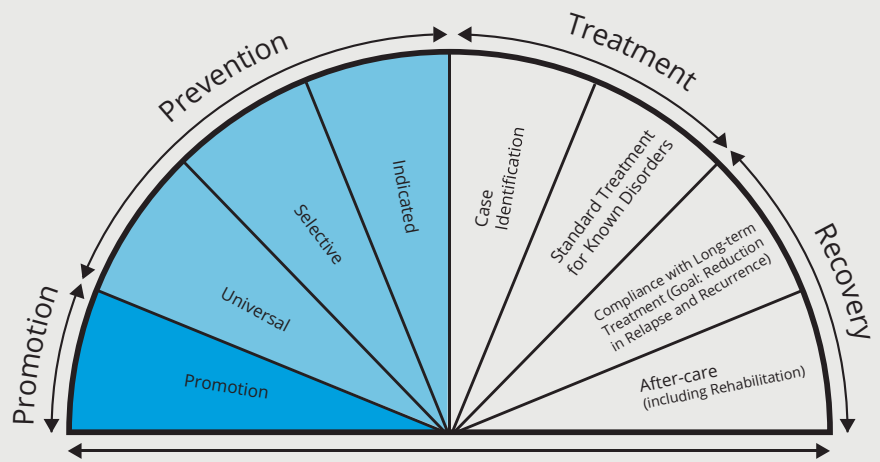 Promotion
Prevention
Treatment
Recovery
Promotion
Universal
Selective
Indicated
Case
Identification
Standard Treatment
for Known Disorders
Compliance with Long-term
Treatment (Goal: Reduction
in Relapse and Recurrence)
After-care
(including Rehabilitation)